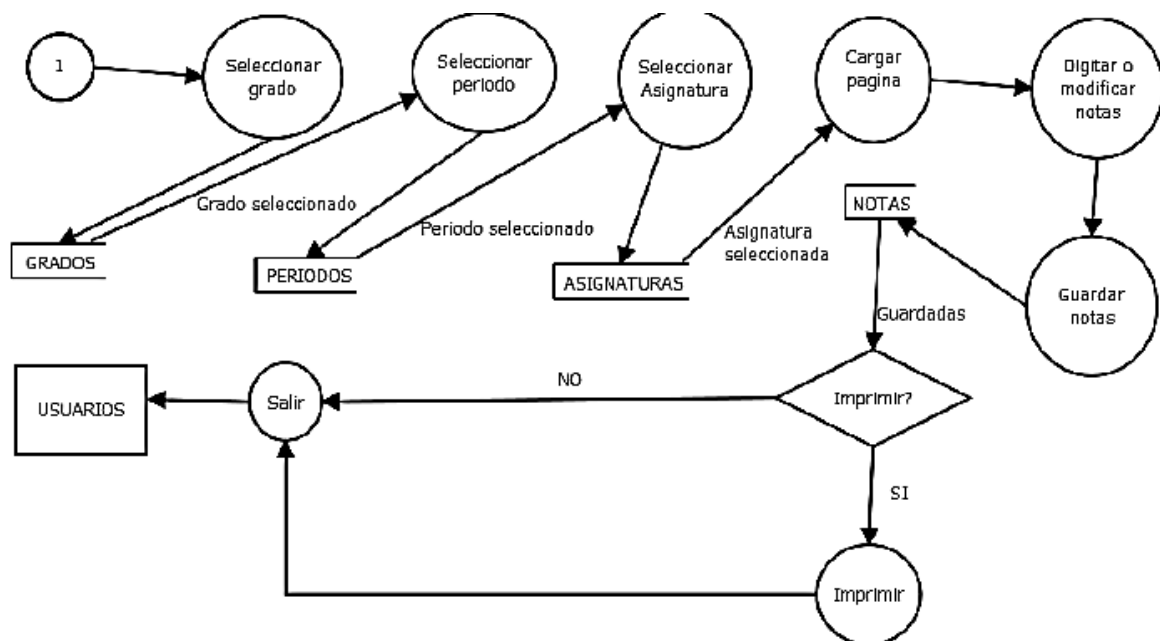 1
Seleccionar
grado
Seleccionar
periodo
Seleccionar
Asignatura
Cargar
pagina
Digitar o
modificar
notas
Grado seleccionado
Periodo seleccionado
Asignatura
seleccionada
NOTAS
GRADOS
PERIODOS
ASIGNATURAS
Guardar
notas
Guardadas
USUARIOS
Salir
NO
Imprimir?
SI
Imprimir